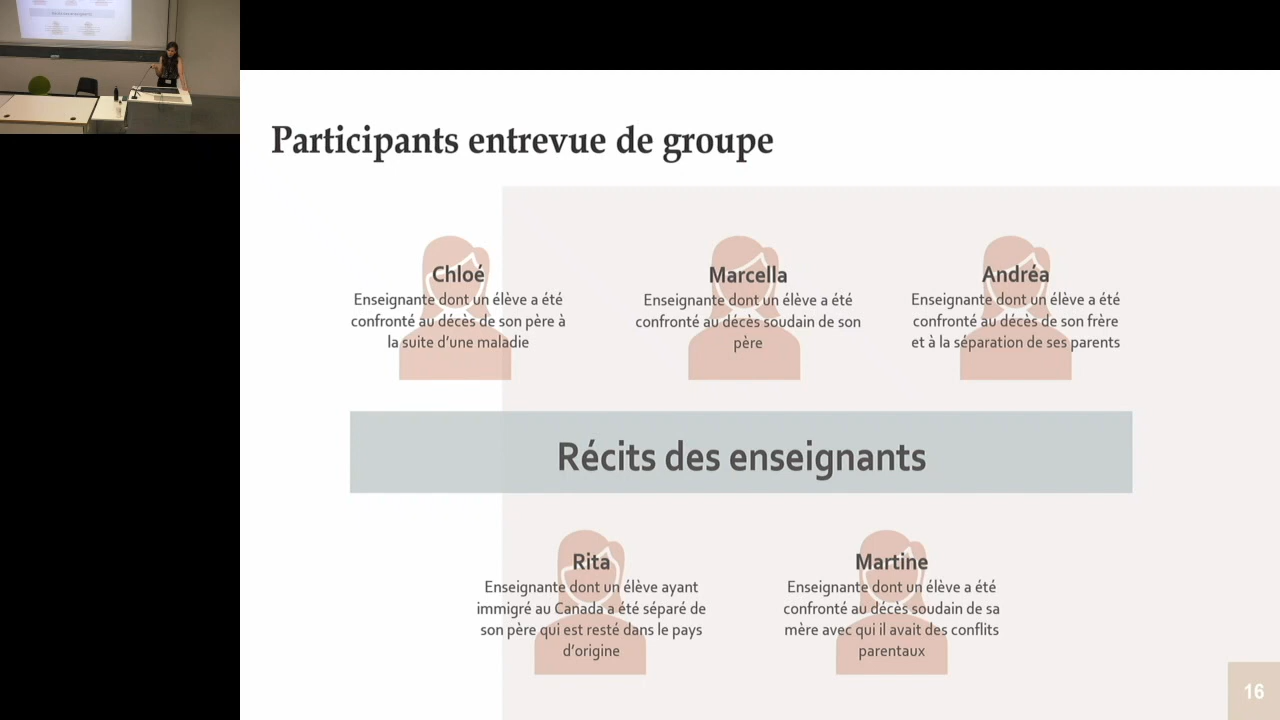 Participants entrevue de groupe
Chloé
Enseignante dont un élève a été
confronté au décès de son père à
la suite d'une maladie
Marcella
Enseignante dont un élève a été
confronté au décès soudain de son
père
Andréa
Enseignante dont un élève a été
confronté au décès de son frère
et à la séparation de ses parents
Récits des enseignants
Rita
Enseignante dont un élève ayant
immigré au Canada a été séparé de
son père qui est resté dans le pays
d'origine
Martine
Enseignante dont un élève a été
confronté au décès soudain de sa
mère avec qui il avait des conflits
parentaux
16